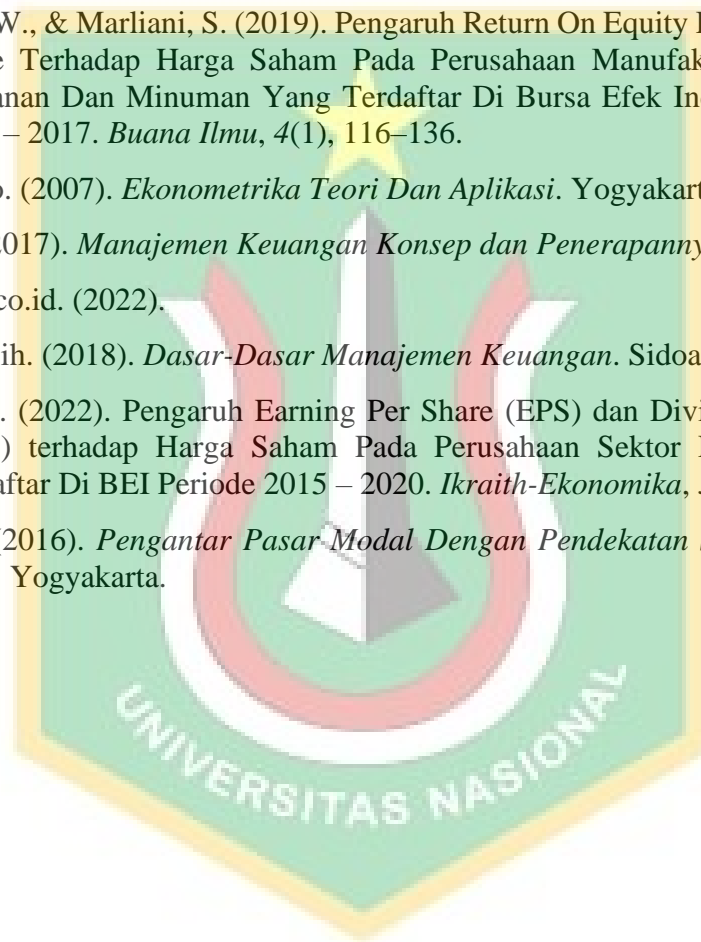 W., & Marliani, S. (2019). Pengaruh Return On Equity
Terhadap Harga Saham Pada Perusahaan Manufak
anan Dan Minuman Yang Terdaftar Di Bursa Efek In
– 2017. Buana Ilmu, 4(1), 116–136.
o. (2007). Ekonometrika Teori Dan Aplikasi. Yogyakart
2017). Manajemen Keuangan Konsep dan Penerapanny
co.id. (2022).
ih. (2018). Dasar-Dasar Manajemen Keuangan. Sidoa
. (2022). Pengaruh Earning Per Share (EPS) dan Divi
) terhadap Harga Saham Pada Perusahaan Sektor
aftar Di BEI Periode 2015 – 2020. Ikraith-Ekonomika,
(2016). Pengantar Pasar Modal Dengan Pendekatan
Yogyakarta.
UNIVERSITAS NASIONAL